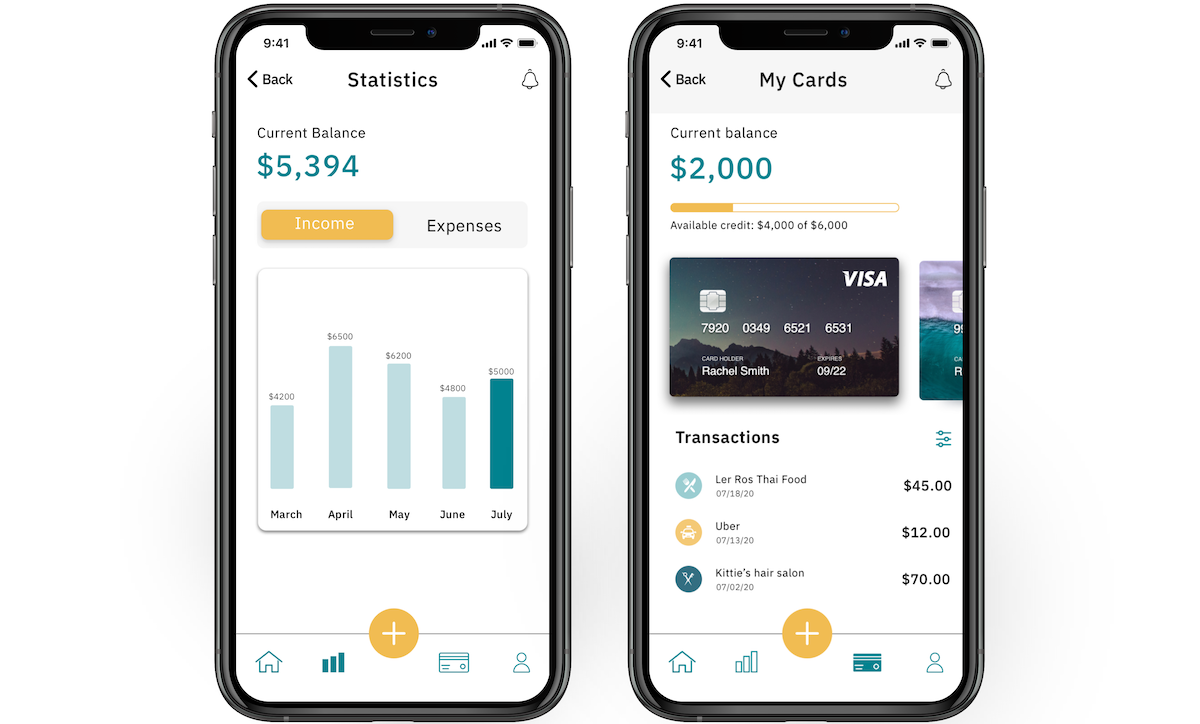 9:41
Back
Statistics
Current Balance
$5,394
Income
Expenses
$6500
$6200
$5000
$4800
$4200
March April May June July
9:41
Back
My Cards
Current balance
$2,000
Available credit: $4,000 of $6,000
VISA
7920 0349 6521 6531
CARD HOLDER EXPIRES
Rachel Smith 09/22
Transactions
Ler Ros Thai Food
07/18/20
$45.00
Uber
07/13/20
$12.00
Kittie's hair salon
07/02/20
$70.00